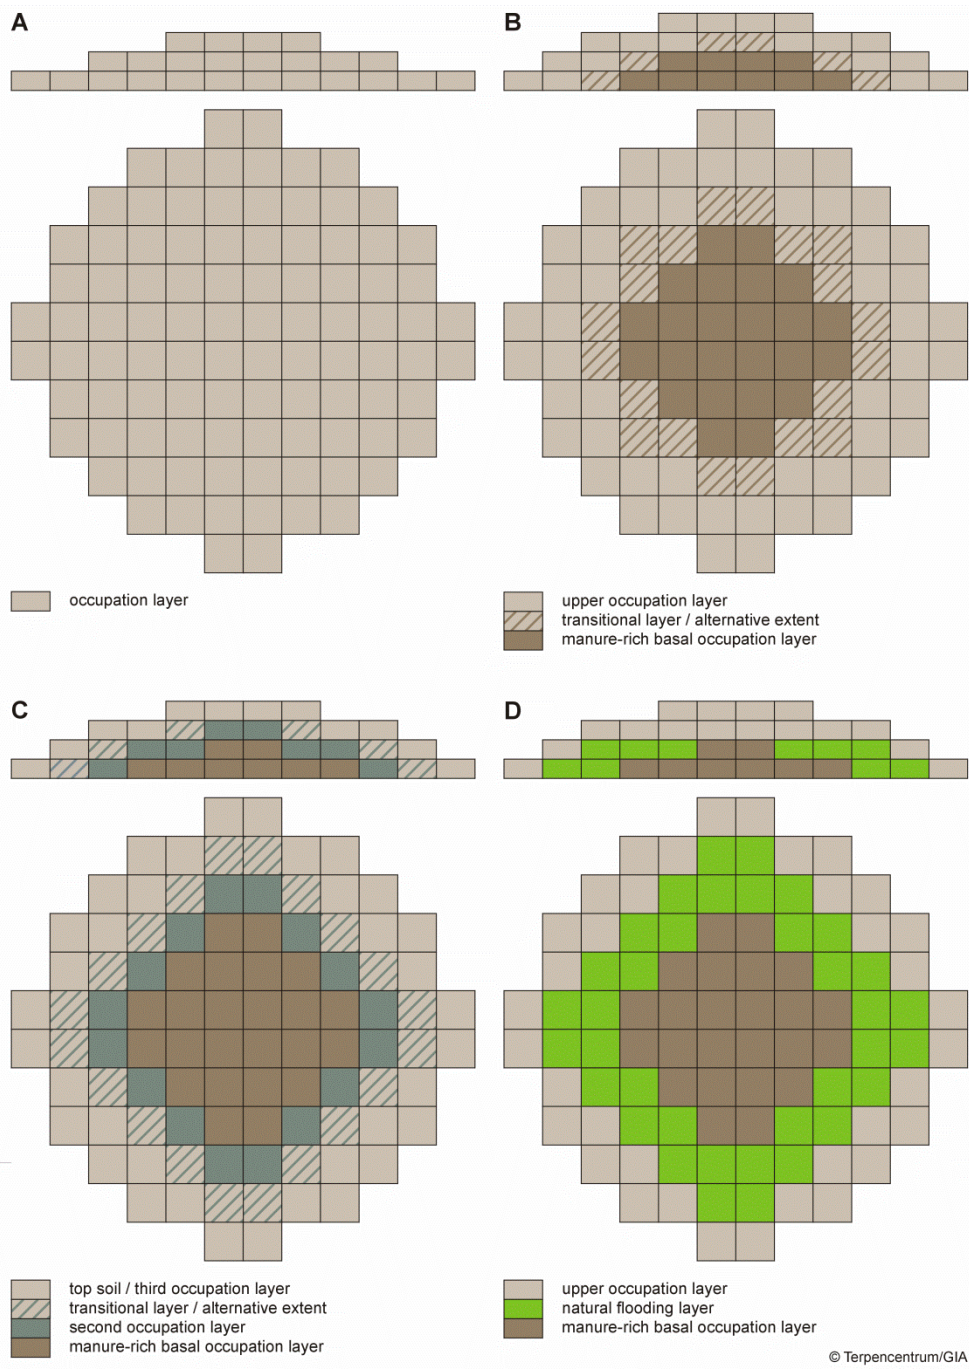 A
B
occupation layer
upper occupation layer
transitional layer / alternative extent
manure-rich basal occupation layer
C
D
top soil / third occupation layer
transitional layer / alternative extent
second occupation layer
manure-rich basal occupation layer
upper occupation layer
natural flooding layer
manure-rich basal occupation layer
© Terpencentrum/GIA